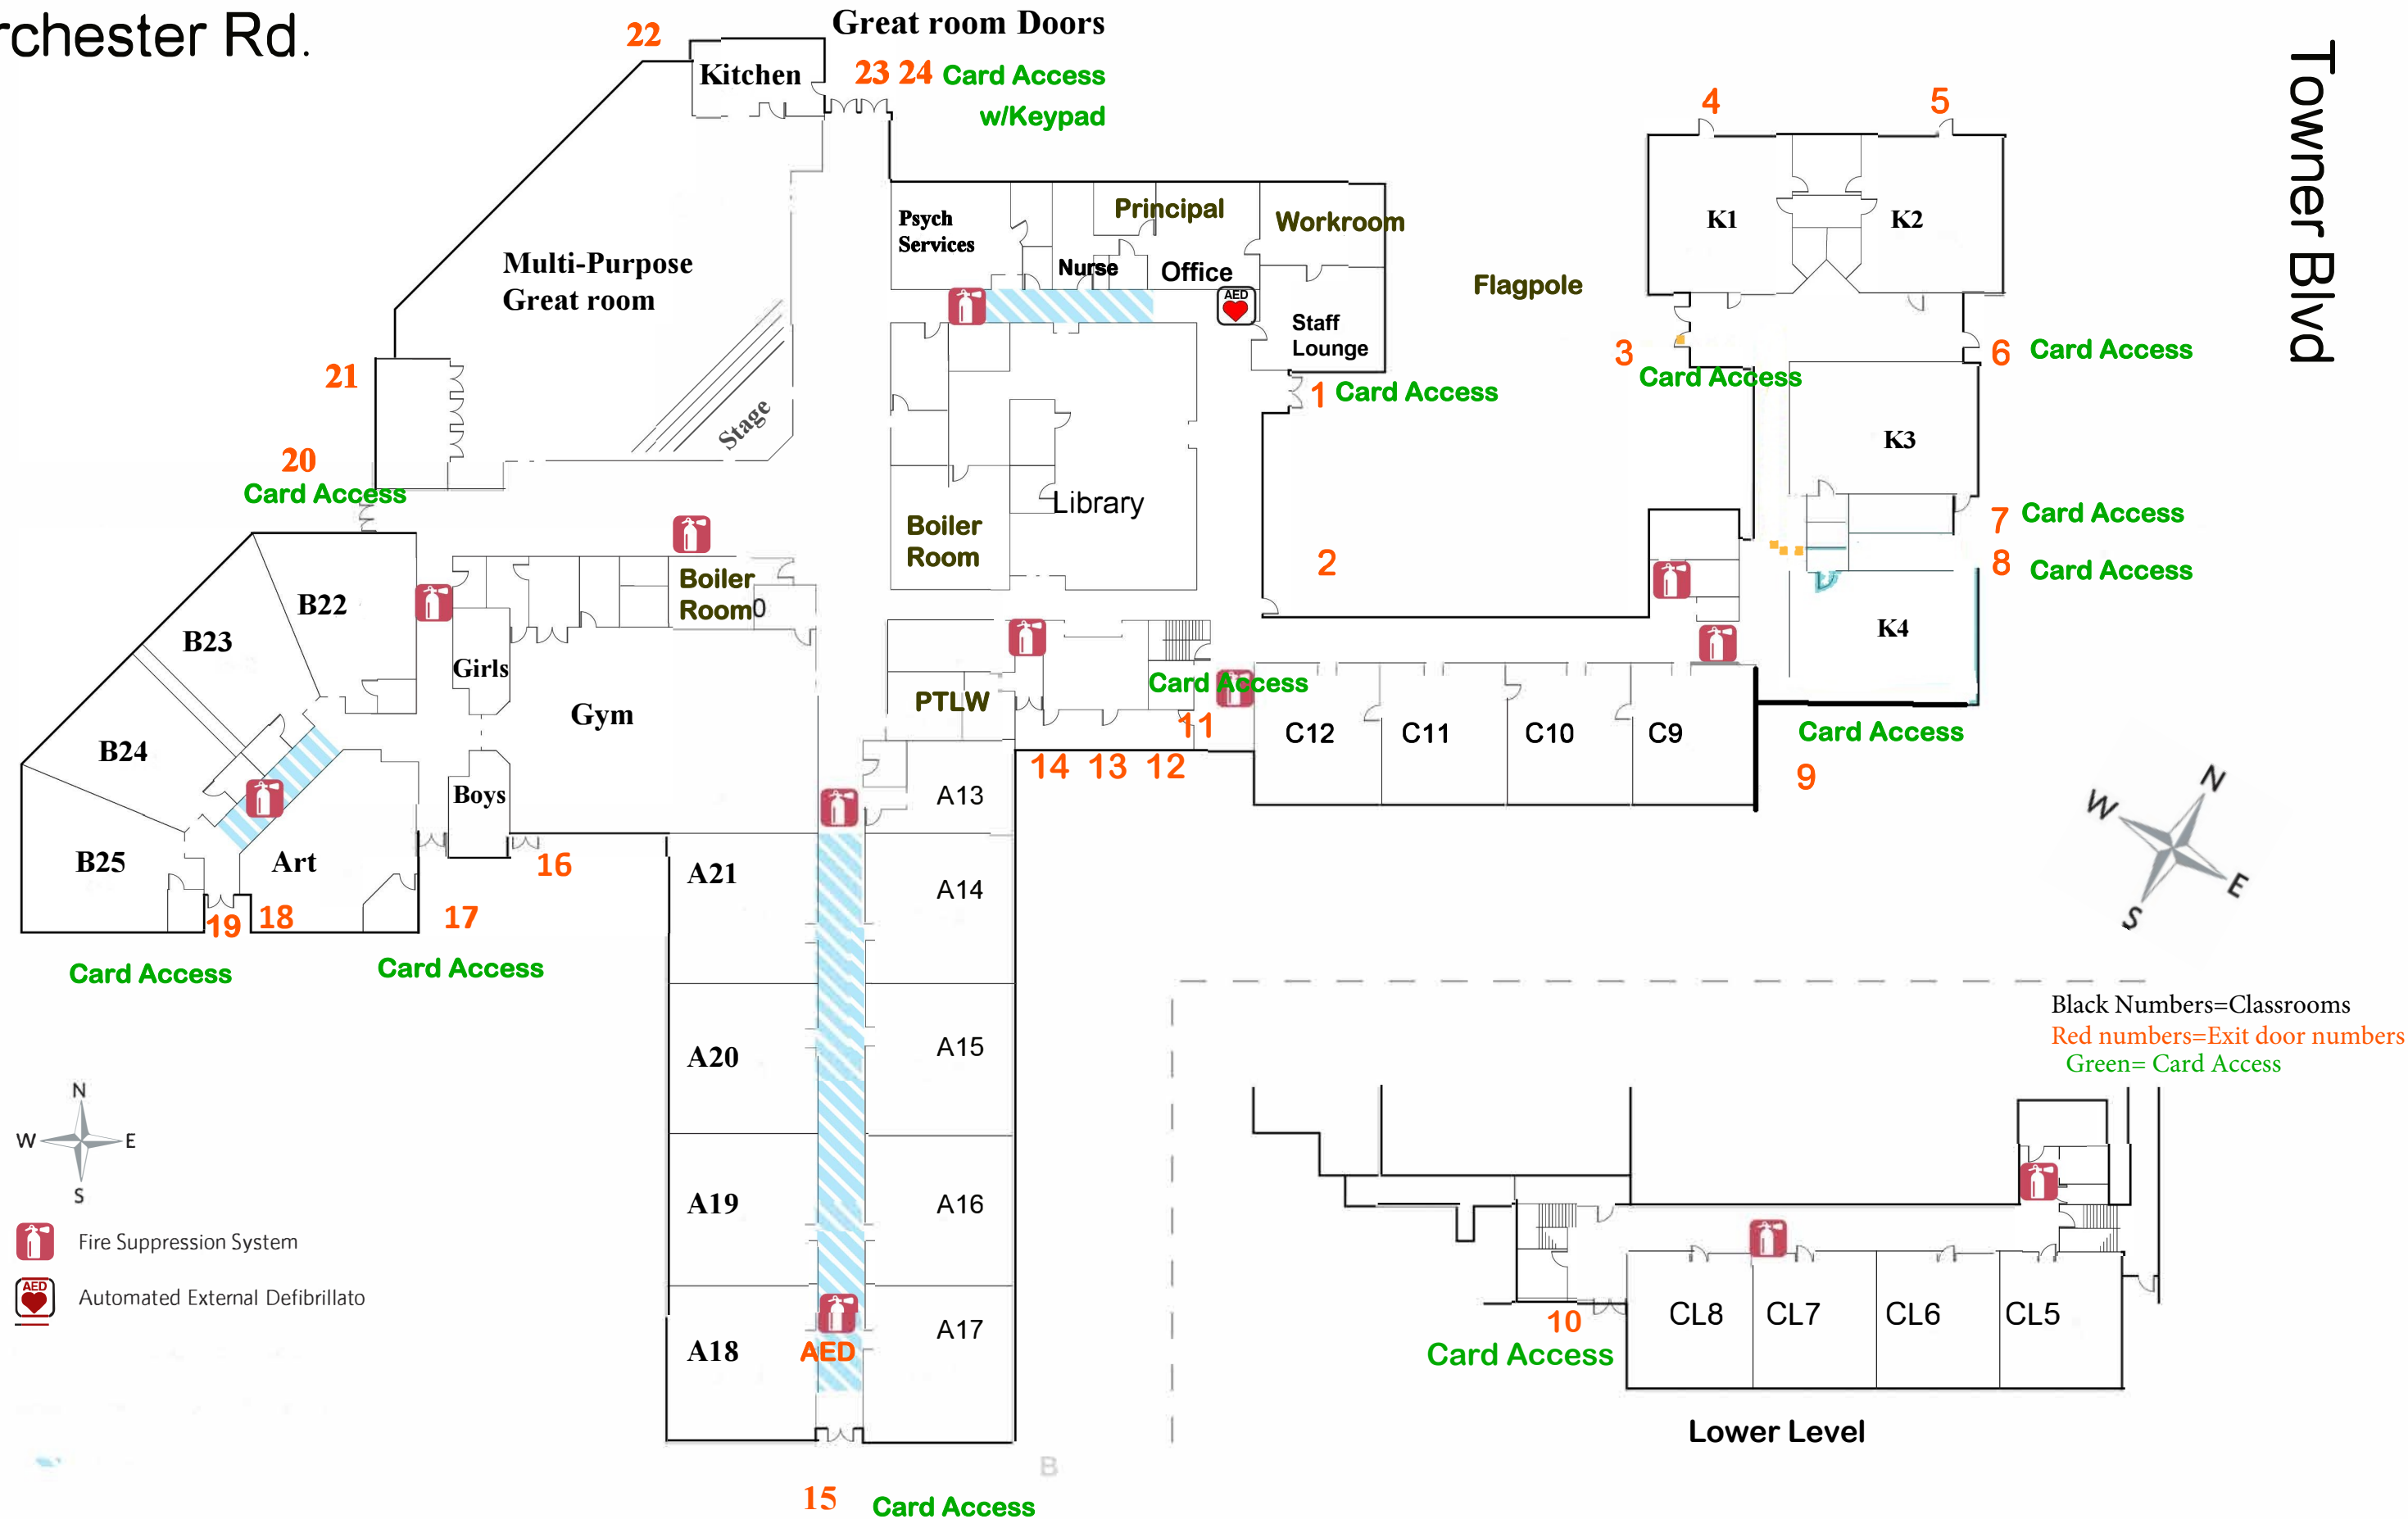 rchester Rd.
22
Great room Doors
Kitchen
23 24 Card Access
w/Keypad
Towner Blvd
4
5
Psych
Services
Principal
Workroom
K1
K2
Multi-Purpose
Great room
Nurse
Office
AED
Flagpole
Staff
Lounge
3
Card Access
6 Card Access
21
1 Card Access
Stage
K3
20
Card Access
Library
7 Card Access
Boiler
Room
2
8 Card Access
Boiler
Room0
B22
B23
K4
Girls
Card Access
PTLW
Gym
11
C12
C11
C10
C9
Card Access
B24
14 13 12
9
N
W
E
S
Boys
A13
B25
Art
16
A21
A14
19
18
17
Card Access
Card Access
Black Numbers=Classrooms
Red numbers=Exit door numbers
Green= Card Access
A20
A15
N
W
E
S
A19
A16
Fire Suppression System
AED
Automated External Defibrillato
A18
AED
A17
10
Card Access
CL8
CL7
CL6
CL5
Lower Level
B
15
Card Access